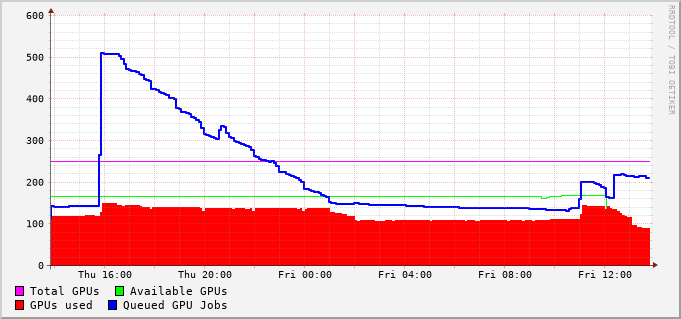 600
500
400
300
200
100
0
Thu 16:00 Thu 20:00 Fri 00:00 Fri 04:00 Fri 08:00 Fri 12:00
Total GPUs Available GPUs
GPUs used Queued GPU Jobs
RRDTOOL / TOBI OETIKER